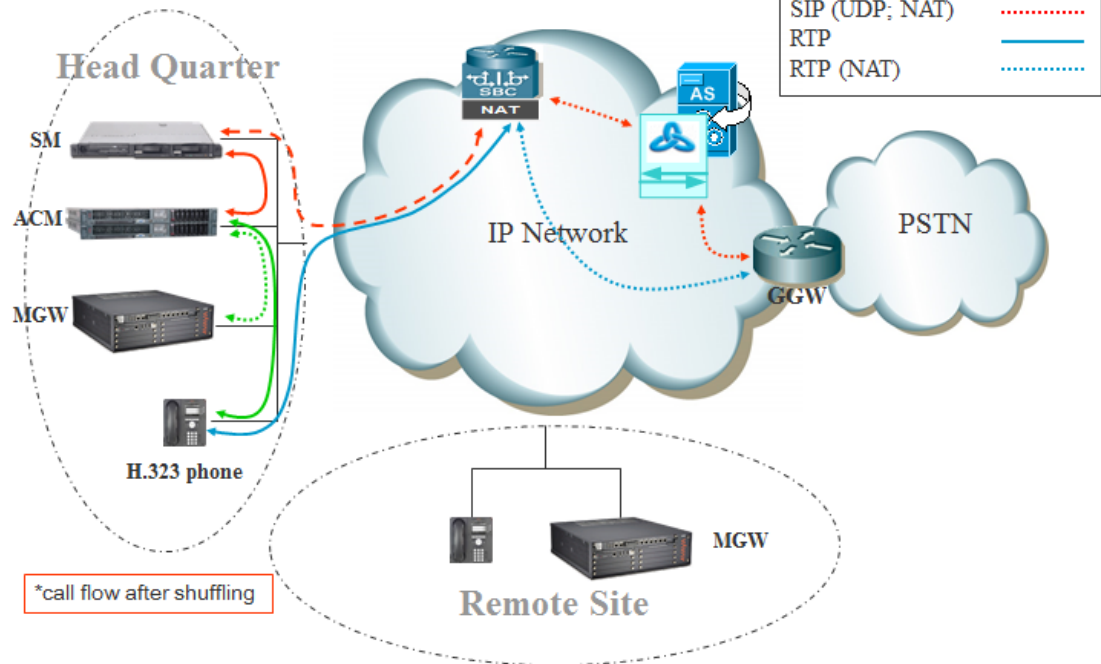 SIP (UDP; NAT)
RTP
RTP (NAT)
Head Quarter
SM
ACM
MGW
H.323 phone
SBC
NAT
AS
IP Network
PSTN
GGW
MGW
Remote Site
*call flow after shuffling